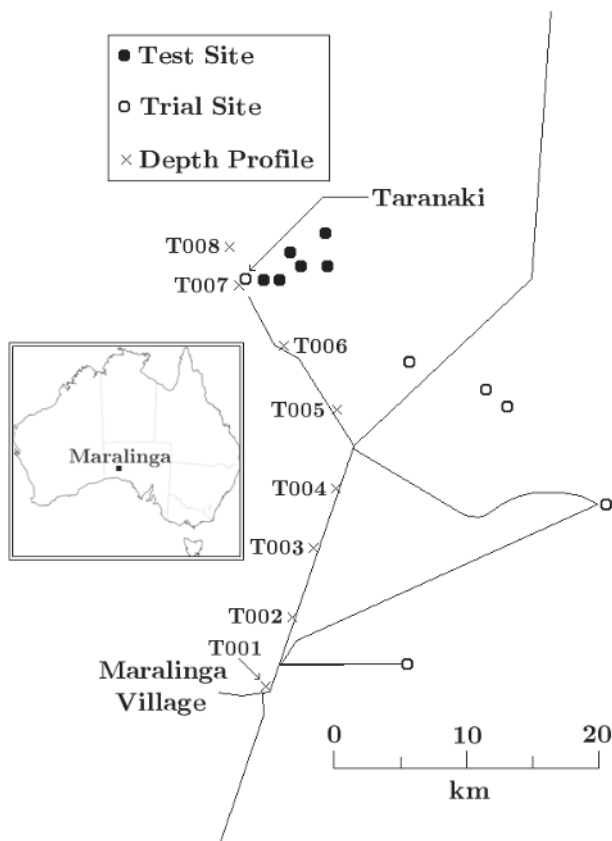 Test Site
Trial Site
Depth Profile
Taranaki
T008
T007
T006
T005
Maralinga
T004
T003
T002
T001
Maralinga
Village
0 10 20
km